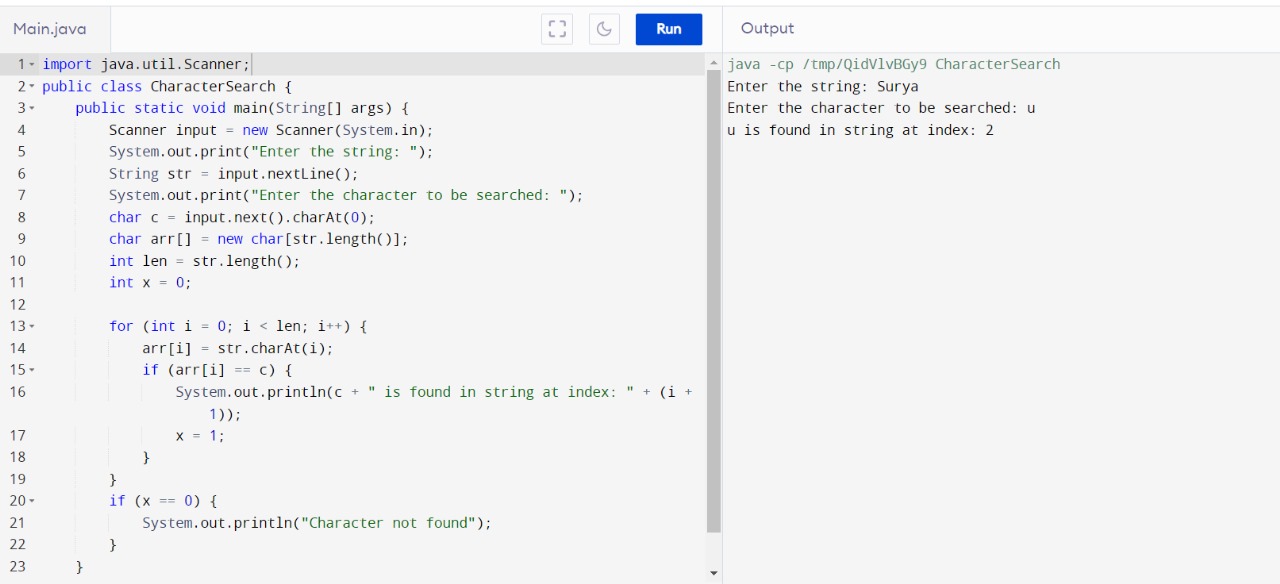 Main.java
Run
1 import java.util.Scanner;
2 public class CharacterSearch {
3 public static void main(String[] args) {
4 Scanner input = new Scanner(System.in);
5 System.out.print("Enter the string: ");
6 String str = input.nextLine();
7 System.out.print("Enter the character to be searched: ");
8 char c = input.next().charAt(0);
9 char arr[] = new char[str.length()];
10 int len = str.length();
11 int x = 0;
12
13 for (int i = 0; i < len; i++) {
14 arr[i] = str.charAt(i);
15 if (arr[i] == c) {
16 System.out.println(c + " is found in string at index: " + (i +
1));
17 x = 1;
18 }
19 }
20 if (x == 0) {
21 System.out.println("Character not found");
22 }
23 }
Output
java -cp /tmp/QidVlvBGy9 CharacterSearch
Enter the string: Surya
Enter the character to be searched: u
u is found in string at index: 2